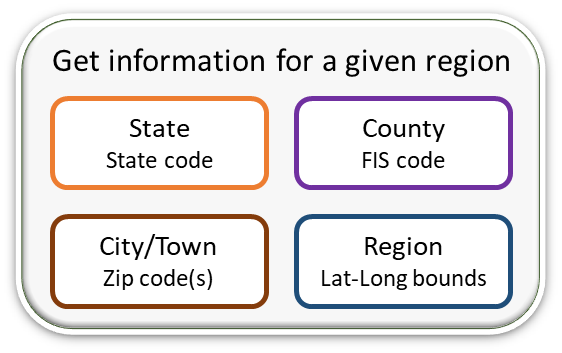 Get information for a given region
State
State code
County
FIS code
City/Town
Zip code(s)
Region
Lat-Long bounds